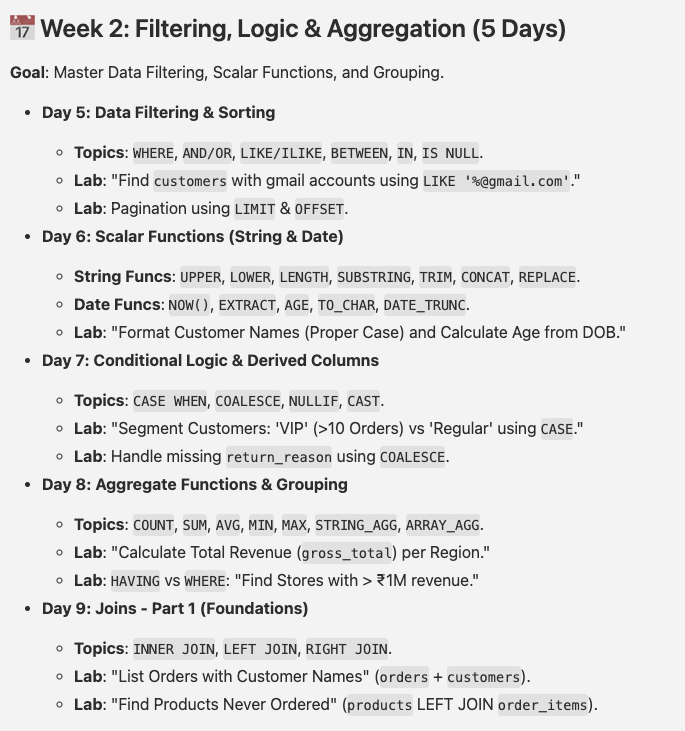 Week 2: Filtering, Logic & Aggregation (5 Days)
Goal: Master Data Filtering, Scalar Functions, and Grouping.
Day 5: Data Filtering & Sorting
Topics: WHERE, AND/OR, LIKE/ILIKE, BETWEEN, IN, IS NULL.
Lab: "Find customers with gmail accounts using LIKE '%@gmail.com'."
Lab: Pagination using LIMIT & OFFSET.
Day 6: Scalar Functions (String & Date)
String Funcs: UPPER, LOWER, LENGTH, SUBSTRING, TRIM, CONCAT, REPLACE.
Date Funcs: NOW(), EXTRACT, AGE, TO_CHAR, DATE_TRUNC.
Lab: "Format Customer Names (Proper Case) and Calculate Age from DOB."
Day 7: Conditional Logic & Derived Columns
Topics: CASE WHEN, COALESCE, NULLIF, CAST.
Lab: "Segment Customers: 'VIP' (>10 Orders) vs 'Regular' using CASE."
Lab: Handle missing return_reason using COALESCE.
Day 8: Aggregate Functions & Grouping
Topics: COUNT, SUM, AVG, MIN, MAX, STRING_AGG, ARRAY_AGG.
Lab: "Calculate Total Revenue (gross_total) per Region."
Lab: HAVING vs WHERE: "Find Stores with > ₹1M revenue."
Day 9: Joins - Part 1 (Foundations)
Topics: INNER JOIN, LEFT JOIN, RIGHT JOIN.
Lab: "List Orders with Customer Names" (orders + customers).
Lab: "Find Products Never Ordered" (products LEFT JOIN order_items).